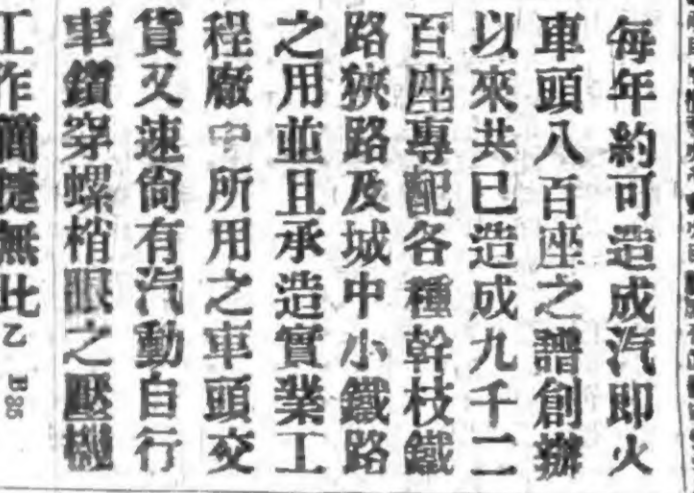 每年約可造成汽即火
車頭八百座之譜創辦
以來共已造成九千二
百座專配各種幹枝鐵
路狹路及城中小鐵路
之用並且承造實業工
程廠中所用之車頭交
貨又速尙有汽動自行
車鑽穿螺梢眼之壓機
工作簡捷無比乙 B35